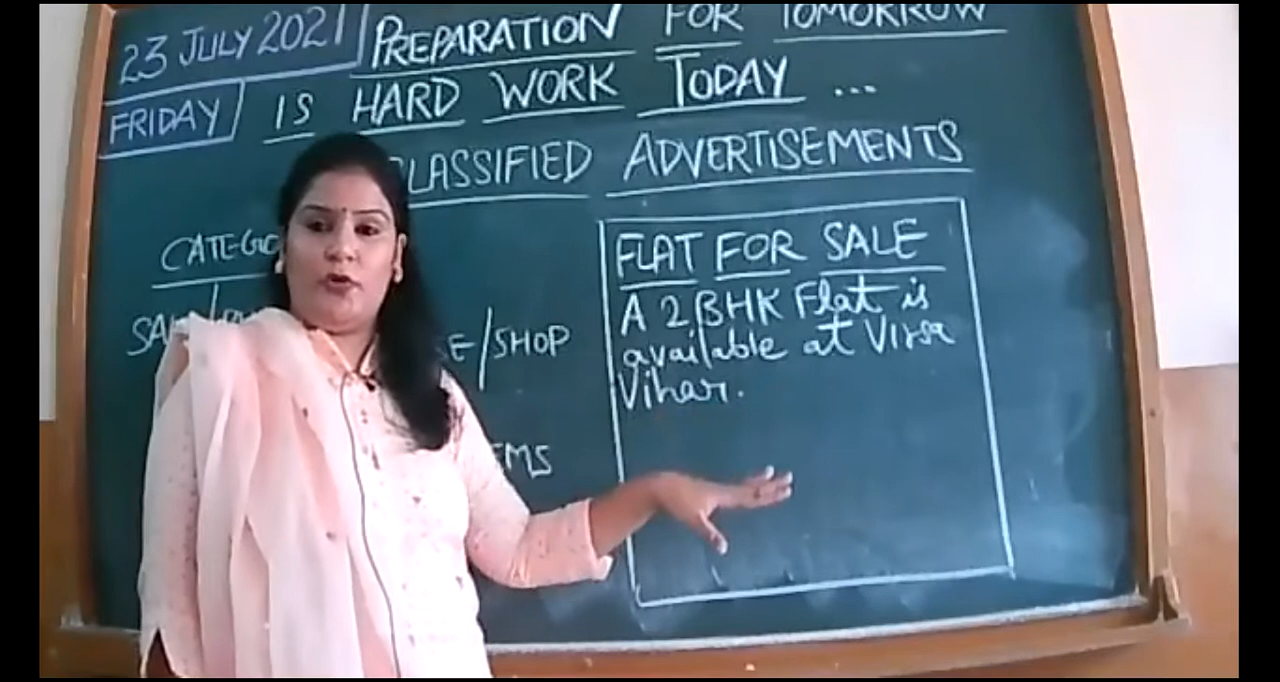 23 JULY 2021
FRIDAY
PREPARATION FOR TOMORROW
IS HARD WORK TODAY ...
CLASSIFIED ADVERTISEMENTS
/SHOP
FLAT FOR SALE
A 2 BHK Flat is
available at Virsa
Vihar.